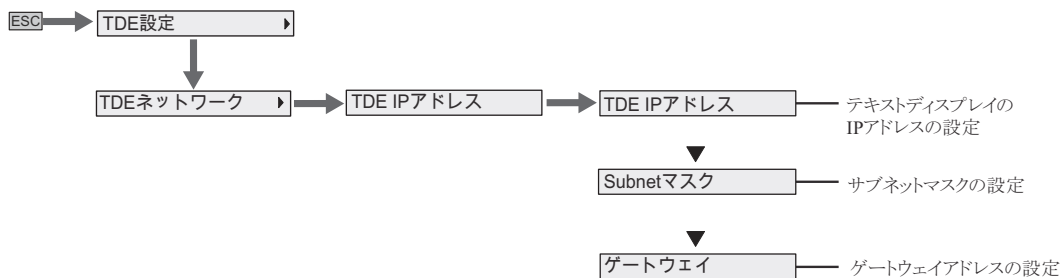 ESC
TDE設定
TDEネットワーク
TDE IPアドレス
TDE IPアドレス
テキストディスプレイの
IPアドレスの設定
Subnetマスク
サブネットマスクの設定
ゲートウェイ
ゲートウェイアドレスの設定